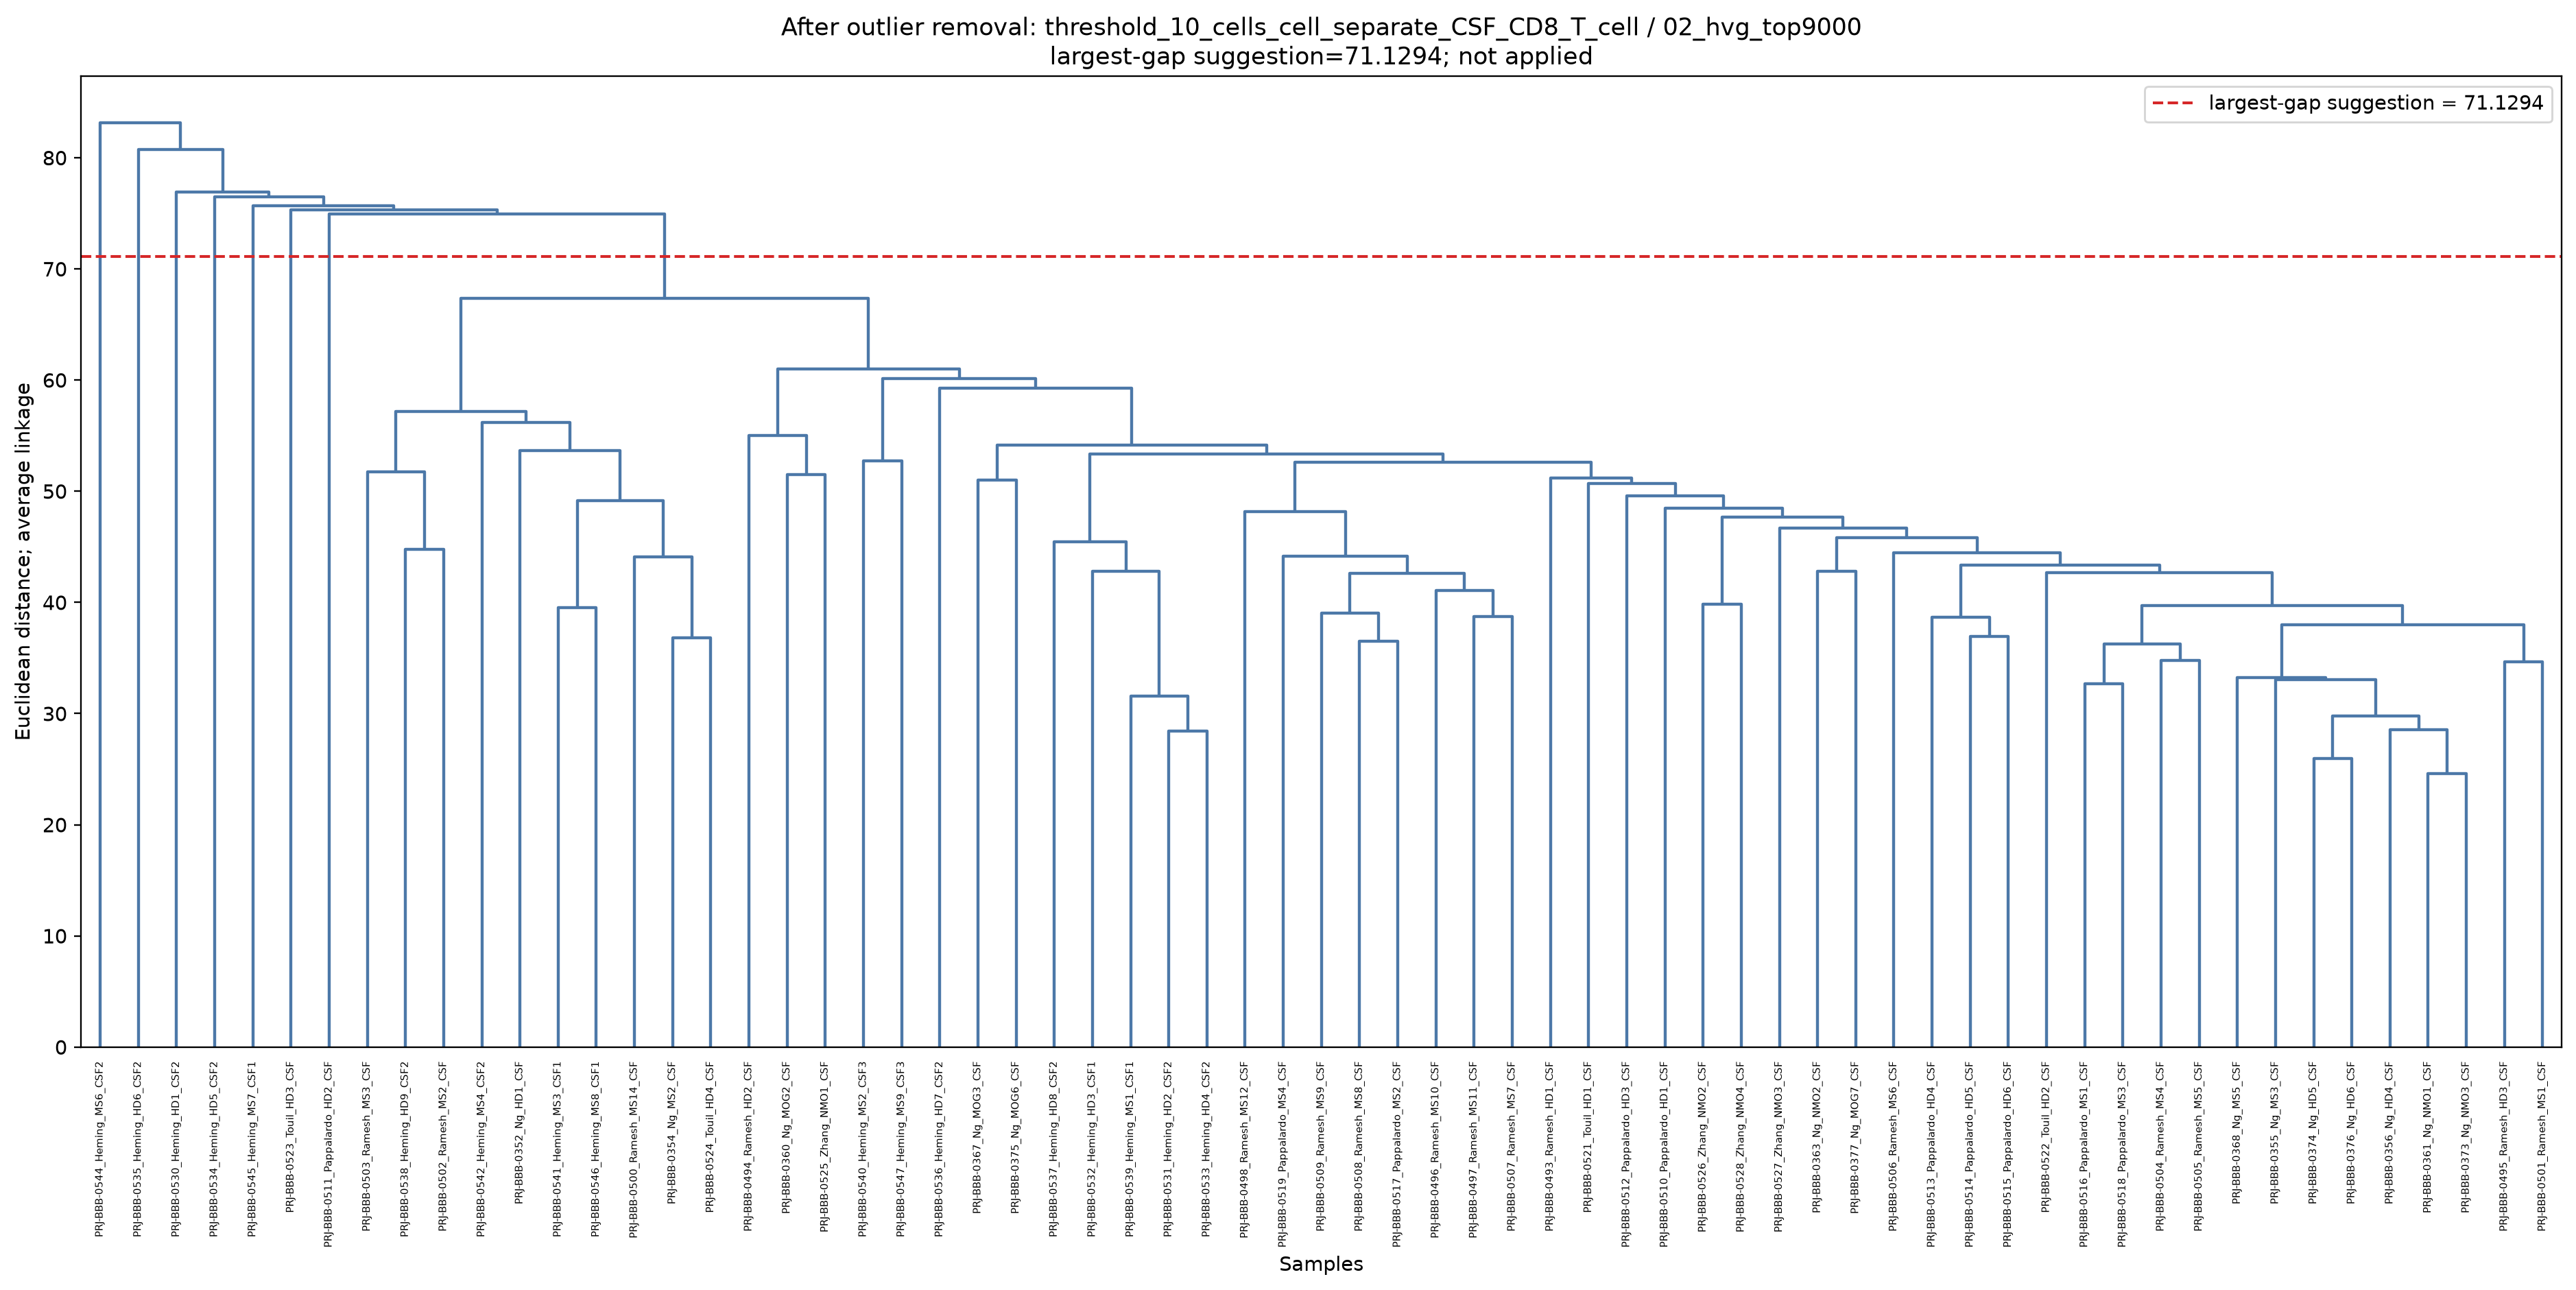 After outlier removal: threshold_10_cells_cell_separate_CSF_CD8_T_cell / 02_hvg_top9000
largest-gap suggestion=71.1294; not applied
largest-gap suggestion = 71.1294
Euclidean distance; average linkage
80
70
60
50
40
30
20
10
0
PRJ-BBB-0544_Heming_MS6_CSF2
PRJ-BBB-0535_Heming_HD6_CSF2
PRJ-BBB-0530_Heming_HD1_CSF2
PRJ-BBB-0534_Heming_HD5_CSF2
PRJ-BBB-0545_Heming_MS7_CSF1
PRJ-BBB-0523_Touil_HD3_CSF
PRJ-BBB-0511_Pappalardo_HD2_CSF
PRJ-BBB-0503_Ramesh_MS3_CSF
PRJ-BBB-0538_Heming_HD9_CSF2
PRJ-BBB-0502_Ramesh_MS2_CSF
PRJ-BBB-0542_Heming_MS4_CSF2
PRJ-BBB-0352_Ng_HD1_CSF
PRJ-BBB-0541_Heming_MS3_CSF1
PRJ-BBB-0546_Heming_MS8_CSF1
PRJ-BBB-0500_Ramesh_MS14_CSF
PRJ-BBB-0354_Ng_MS2_CSF
PRJ-BBB-0524_Touil_HD4_CSF
PRJ-BBB-0494_Ramesh_HD2_CSF
PRJ-BBB-0360_Ng_MOG2_CSF
PRJ-BBB-0525_Zhang_NMO1_CSF
PRJ-BBB-0540_Heming_MS2_CSF3
PRJ-BBB-0547_Heming_MS9_CSF3
PRJ-BBB-0536_Heming_HD7_CSF2
PRJ-BBB-0367_Ng_MOG3_CSF
PRJ-BBB-0375_Ng_MOG6_CSF
PRJ-BBB-0537_Heming_HD8_CSF2
PRJ-BBB-0532_Heming_HD3_CSF1
PRJ-BBB-0539_Heming_MS1_CSF1
PRJ-BBB-0531_Heming_HD2_CSF2
PRJ-BBB-0533_Heming_HD4_CSF2
PRJ-BBB-0498_Ramesh_MS12_CSF
PRJ-BBB-0519_Pappalardo_MS4_CSF
PRJ-BBB-0509_Ramesh_MS9_CSF
PRJ-BBB-0508_Ramesh_MS8_CSF
PRJ-BBB-0517_Pappalardo_MS2_CSF
PRJ-BBB-0496_Ramesh_MS10_CSF
PRJ-BBB-0497_Ramesh_MS11_CSF
PRJ-BBB-0507_Ramesh_MS7_CSF
PRJ-BBB-0493_Ramesh_HD1_CSF
PRJ-BBB-0521_Touil_HD1_CSF
PRJ-BBB-0512_Pappalardo_HD3_CSF
PRJ-BBB-0510_Pappalardo_HD1_CSF
PRJ-BBB-0526_Zhang_NMO2_CSF
PRJ-BBB-0528_Zhang_NMO4_CSF
PRJ-BBB-0527_Zhang_NMO3_CSF
PRJ-BBB-0363_Ng_NMO2_CSF
PRJ-BBB-0377_Ng_MOG7_CSF
PRJ-BBB-0506_Ramesh_MS6_CSF
PRJ-BBB-0513_Pappalardo_HD4_CSF
PRJ-BBB-0514_Pappalardo_HD5_CSF
PRJ-BBB-0515_Pappalardo_HD6_CSF
PRJ-BBB-0522_Touil_HD2_CSF
PRJ-BBB-0516_Pappalardo_MS1_CSF
PRJ-BBB-0518_Pappalardo_MS3_CSF
PRJ-BBB-0504_Ramesh_MS4_CSF
PRJ-BBB-0505_Ramesh_MS5_CSF
PRJ-BBB-0368_Ng_MS5_CSF
PRJ-BBB-0355_Ng_MS3_CSF
PRJ-BBB-0374_Ng_HD5_CSF
PRJ-BBB-0376_Ng_HD6_CSF
PRJ-BBB-0356_Ng_HD4_CSF
PRJ-BBB-0361_Ng_NMO1_CSF
PRJ-BBB-0373_Ng_NMO3_CSF
PRJ-BBB-0495_Ramesh_HD3_CSF
PRJ-BBB-0501_Ramesh_MS1_CSF
Samples